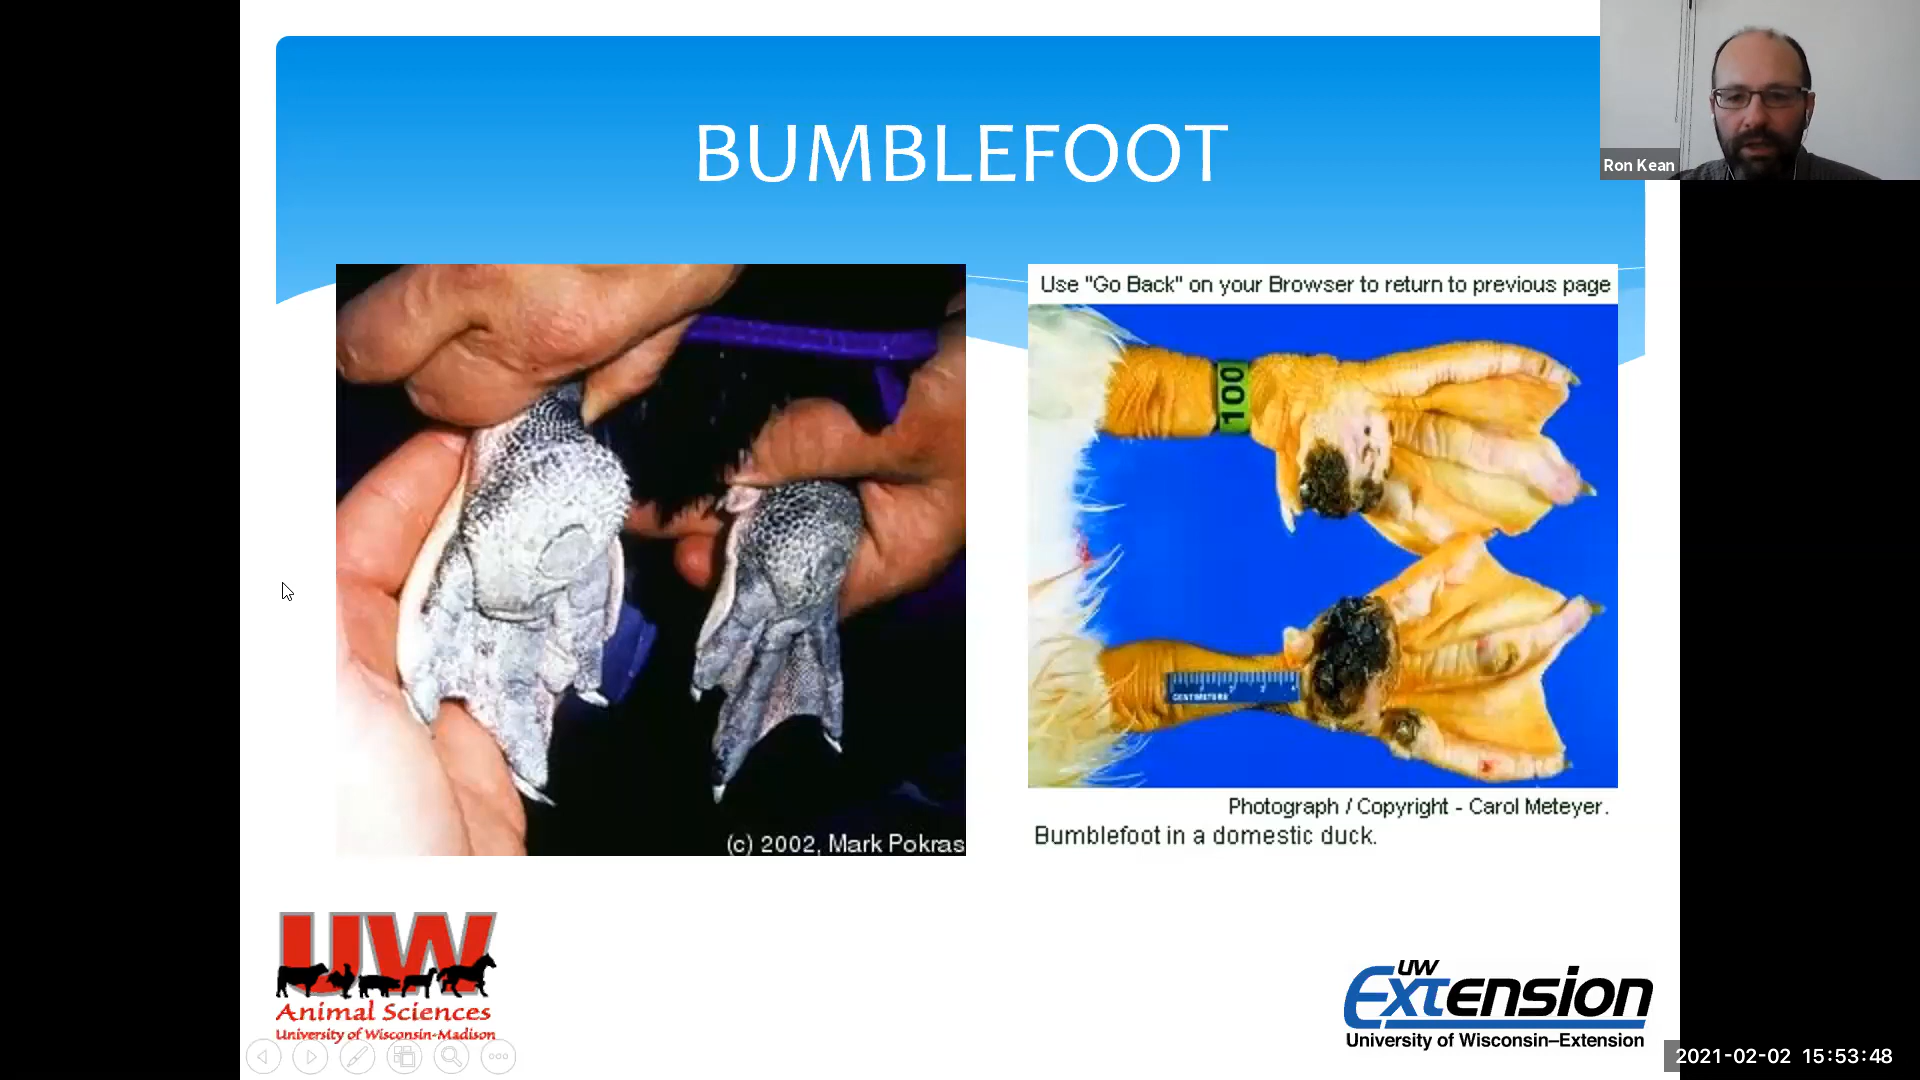 BUMBLEFOOT
Ron Kean
Use "Go Back" on your Browser to return to previous page
100
CENTIMETERS
(c) 2002, Mark Pokras
Photograph / Copyright - Carol Meteyer.
Bumblefoot in a domestic duck.
UW
Animal Sciences
University of Wisconsin-Madison
UW
Extension
University of Wisconsin–Extension
2021-02-02 15:53:48